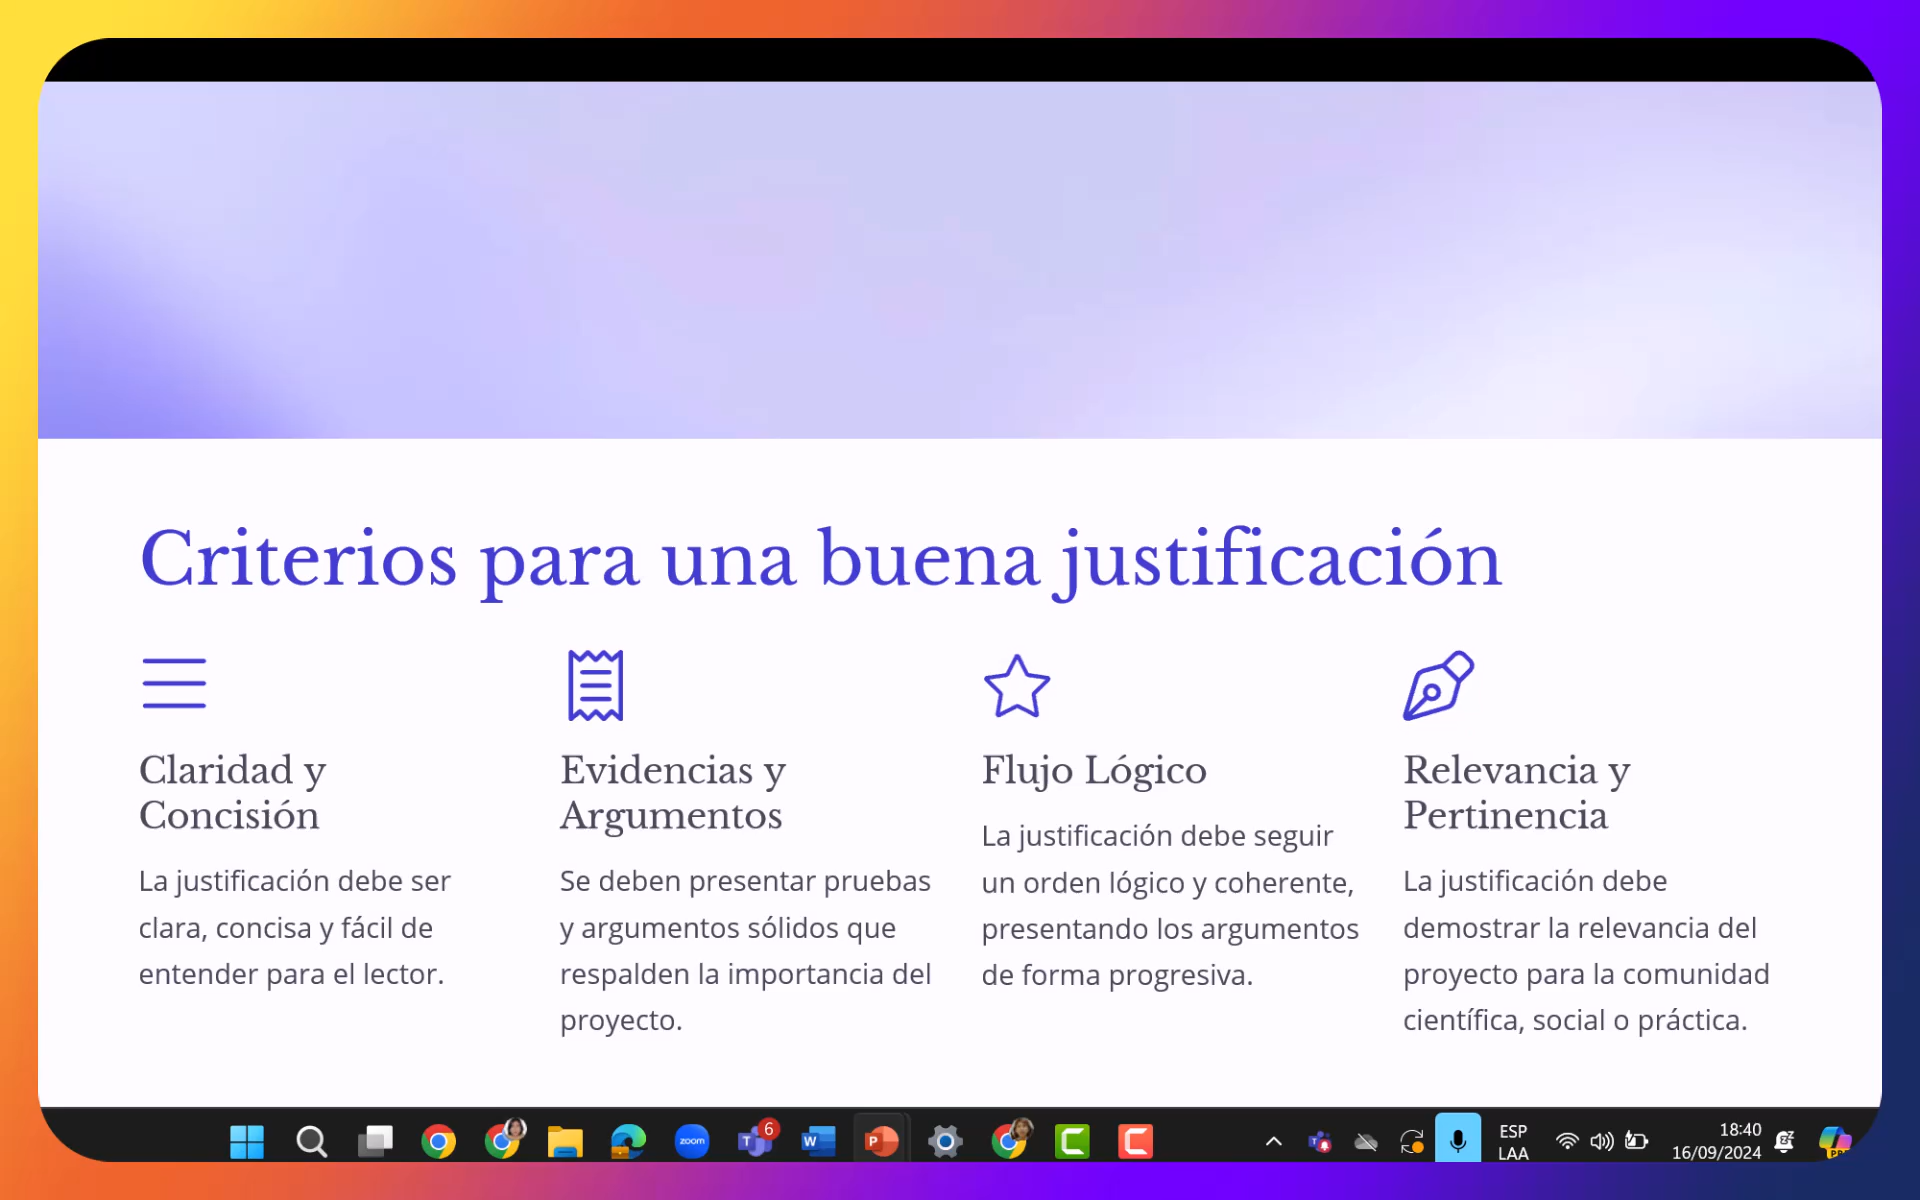 Criterios para una buena justificación
Claridad y
Concisión
La justificación debe ser
clara, concisa y fácil de
entender para el lector.
Evidencias y
Argumentos
Se deben presentar pruebas
y argumentos sólidos que
respalden la importancia del
proyecto.
Flujo Lógico
La justificación debe seguir
un orden lógico y coherente,
presentando los argumentos
de forma progresiva.
Relevancia y
Pertinencia
La justificación debe
demostrar la relevancia del
proyecto para la comunidad
científica, social o práctica.
zoom
T
6
W
P
ESP
LAA
18:40
16/09/2024
PRE